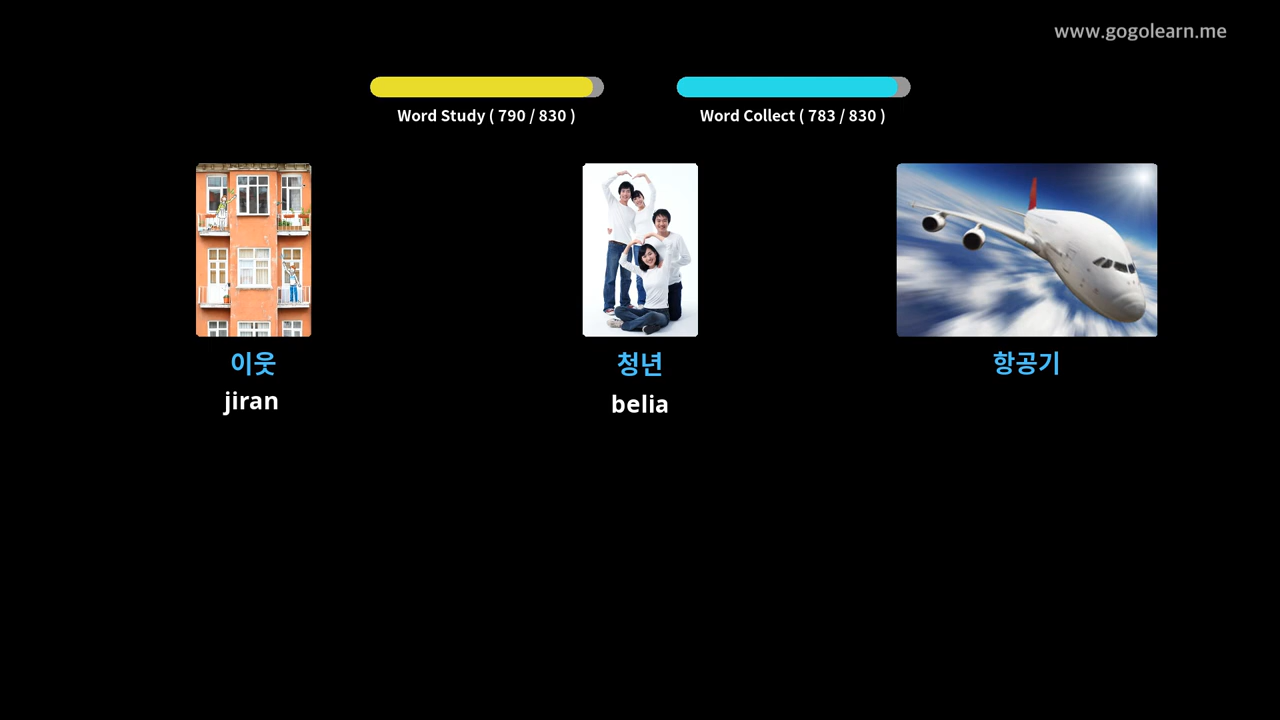 www.gogolearn.me
Word Study ( 790 / 830 )
Word Collect ( 783 / 830 )
이웃
청년
항공기
jiran
belia